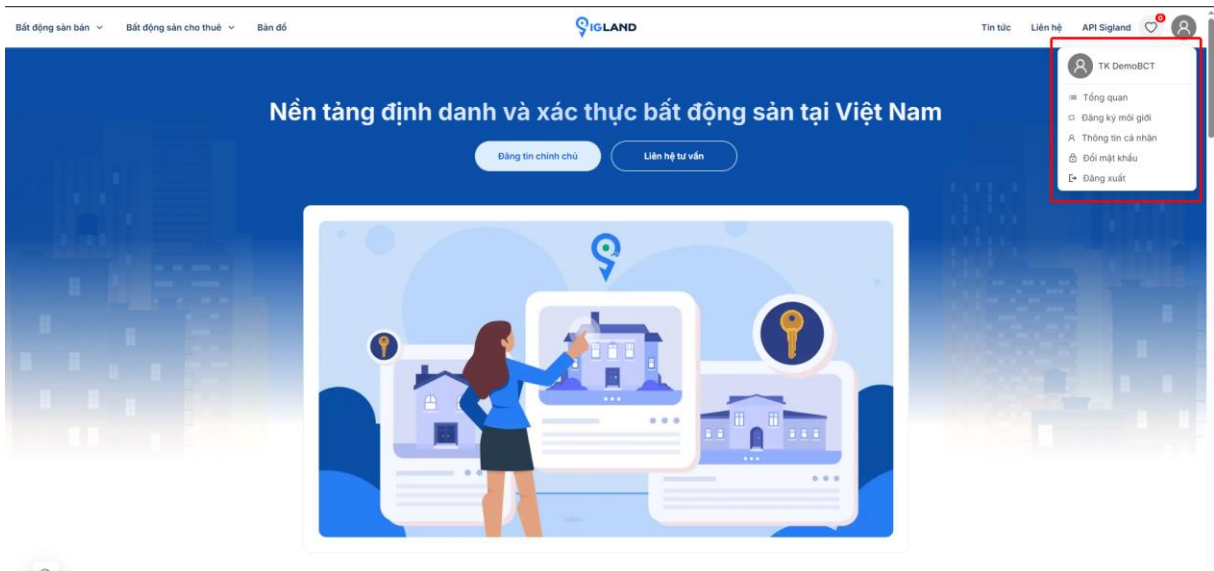 Bất động sản bán
Bất động sản cho thuê
Bản đồ
SIGLAND
Tin tức
Liên hệ
API Sigland
0
TK DemoBCT
Tổng quan
Đăng ký môi giới
Thông tin cá nhân
Đổi mật khẩu
Đăng xuất
Nền tảng định danh và xác thực bất động sản tại Việt Nam
Đăng tin chính chủ
Liên hệ tư vấn